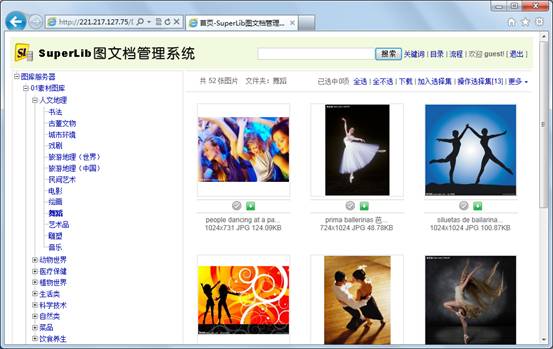 http://221.217.127.75/
首页-SuperLib图文档管理...
SL SuperLib 图文档管理系统
搜索 关键词 | 目录 | 流程 | 欢迎 guest! [ 退出 ]
图库服务器
01素材图库
人文地理
书法
古董文物
城市环境
戏剧
旅游地理（世界）
旅游地理（中国）
民间艺术
电影
绘画
舞蹈
艺术品
雕塑
音乐
动物世界
医疗保健
植物世界
生活类
科学技术
自然类
菜品
饮食养生
共 52 张图片 文件夹：舞蹈 已选中0项 全选 | 全不选 | 下载 | 加入选择集 | 操作选择集[13] | 更多
people dancing at a pa...
1024x731 JPG 124.09KB
prima ballerinas 芭...
724x1024 JPG 48.78KB
siluetas de bailarina...
1024x1024 JPG 100.87KB